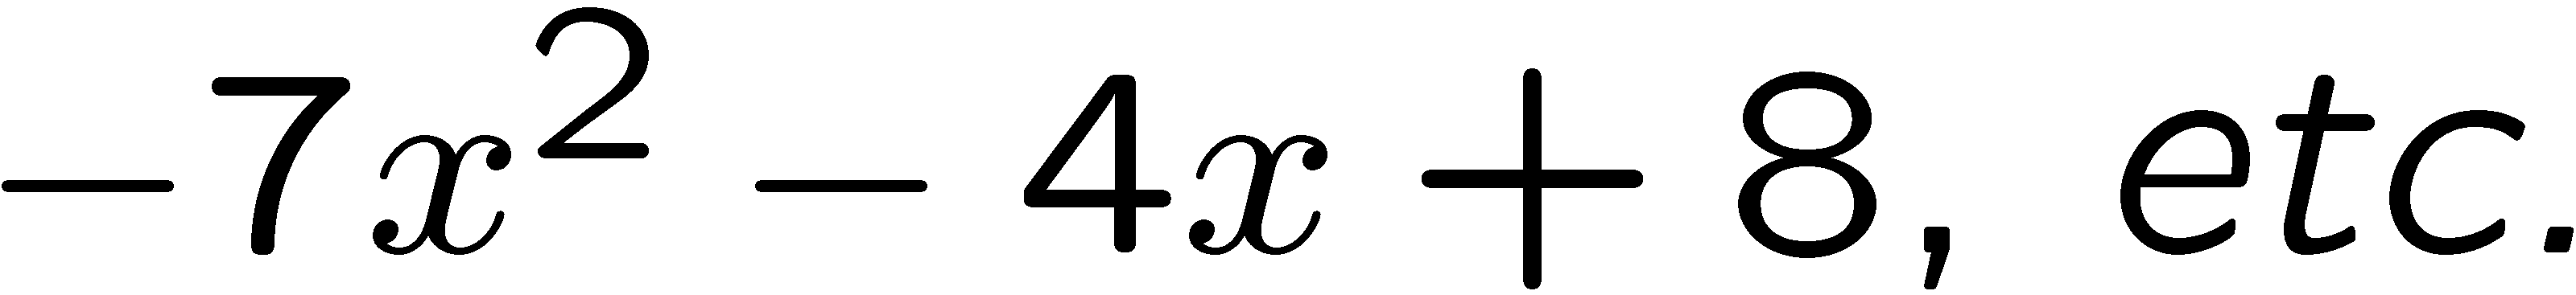 −7x² − 4x + 8, etc.